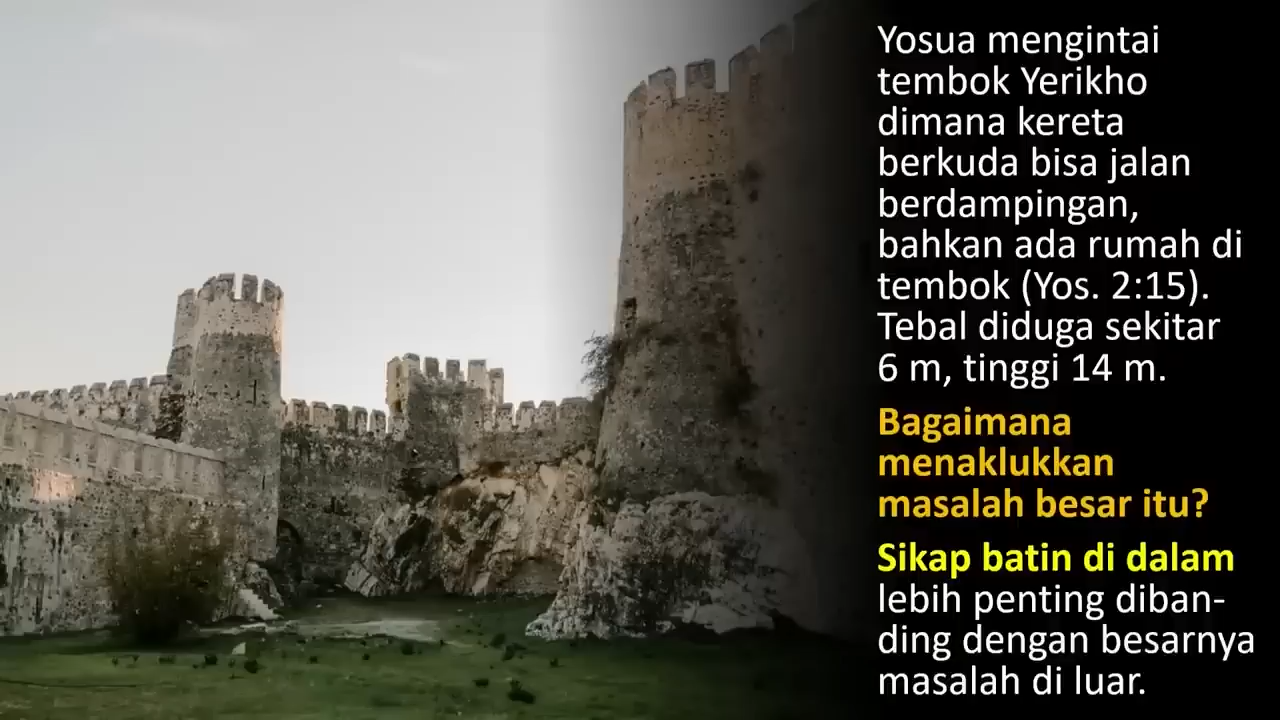 Yosua mengintai
tembok Yerikho
dimana kereta
berkuda bisa jalan
berdampingan,
bahkan ada rumah di
tembok (Yos. 2:15).
Tebal diduga sekitar
6 m, tinggi 14 m.
Bagaimana
menaklukkan
masalah besar itu?
Sikap batin di dalam
lebih penting diban-
ding dengan besarnya
masalah di luar.